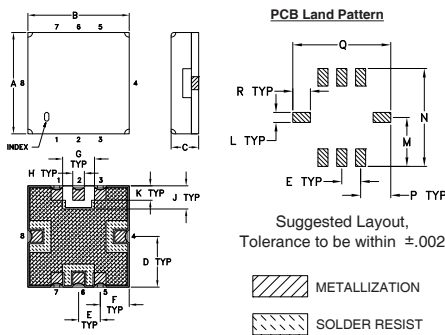 PCB Land Pattern
B
7 6 5
A
8
4
INDEX
1 2 3
C
Q
R TYP
L TYP
N
M
E TYP
P TYP
G
TYP
H TYP
K TYP
J TYP
1 2 3
8
4
D TYP
7 6 5
E
TYP
F
TYP
Suggested Layout,
Tolerance to be within ±.002
METALLIZATION
SOLDER RESIST